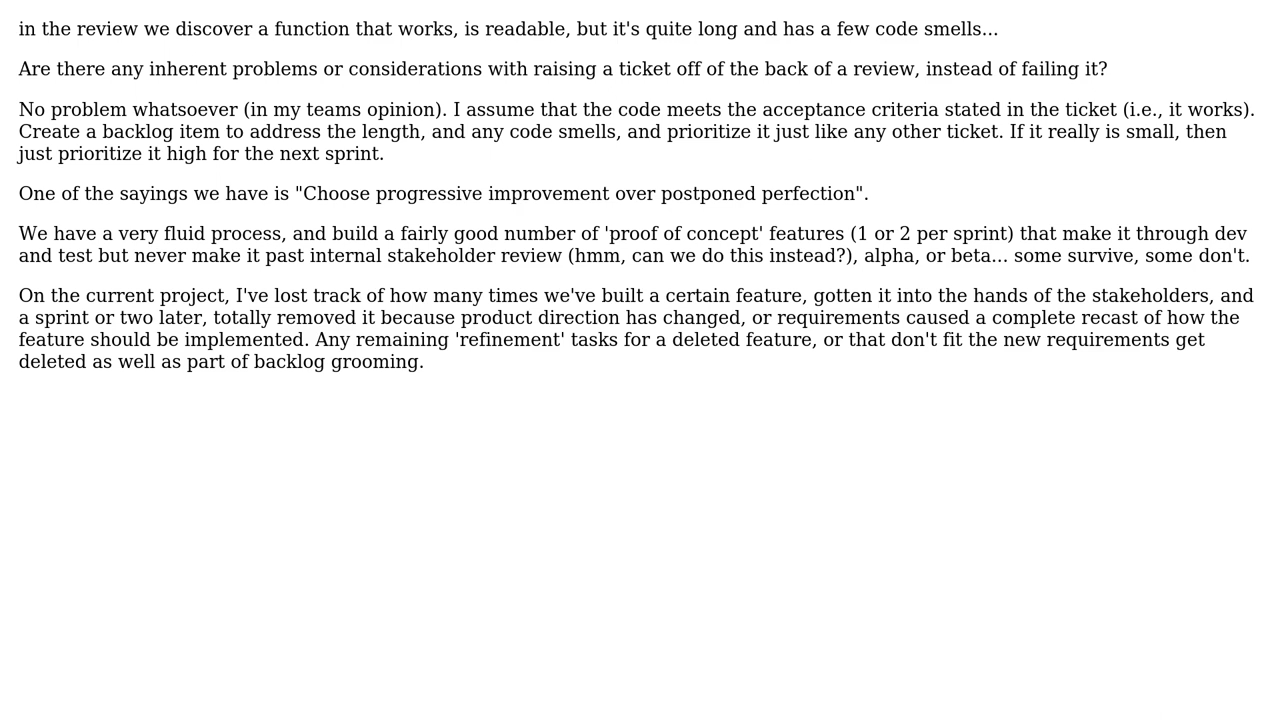 in the review we discover a function that works, is readable, but it's quite long and has a few code smells...
Are there any inherent problems or considerations with raising a ticket off of the back of a review, instead of failing it?
No problem whatsoever (in my teams opinion). I assume that the code meets the acceptance criteria stated in the ticket (i.e., it works).
Create a backlog item to address the length, and any code smells, and prioritize it just like any other ticket. If it really is small, then
just prioritize it high for the next sprint.
One of the sayings we have is "Choose progressive improvement over postponed perfection".
We have a very fluid process, and build a fairly good number of 'proof of concept' features (1 or 2 per sprint) that make it through dev
and test but never make it past internal stakeholder review (hmm, can we do this instead?), alpha, or beta... some survive, some don't.
On the current project, I've lost track of how many times we've built a certain feature, gotten it into the hands of the stakeholders, and
a sprint or two later, totally removed it because product direction has changed, or requirements caused a complete recast of how the
feature should be implemented. Any remaining 'refinement' tasks for a deleted feature, or that don't fit the new requirements get
deleted as well as part of backlog grooming.